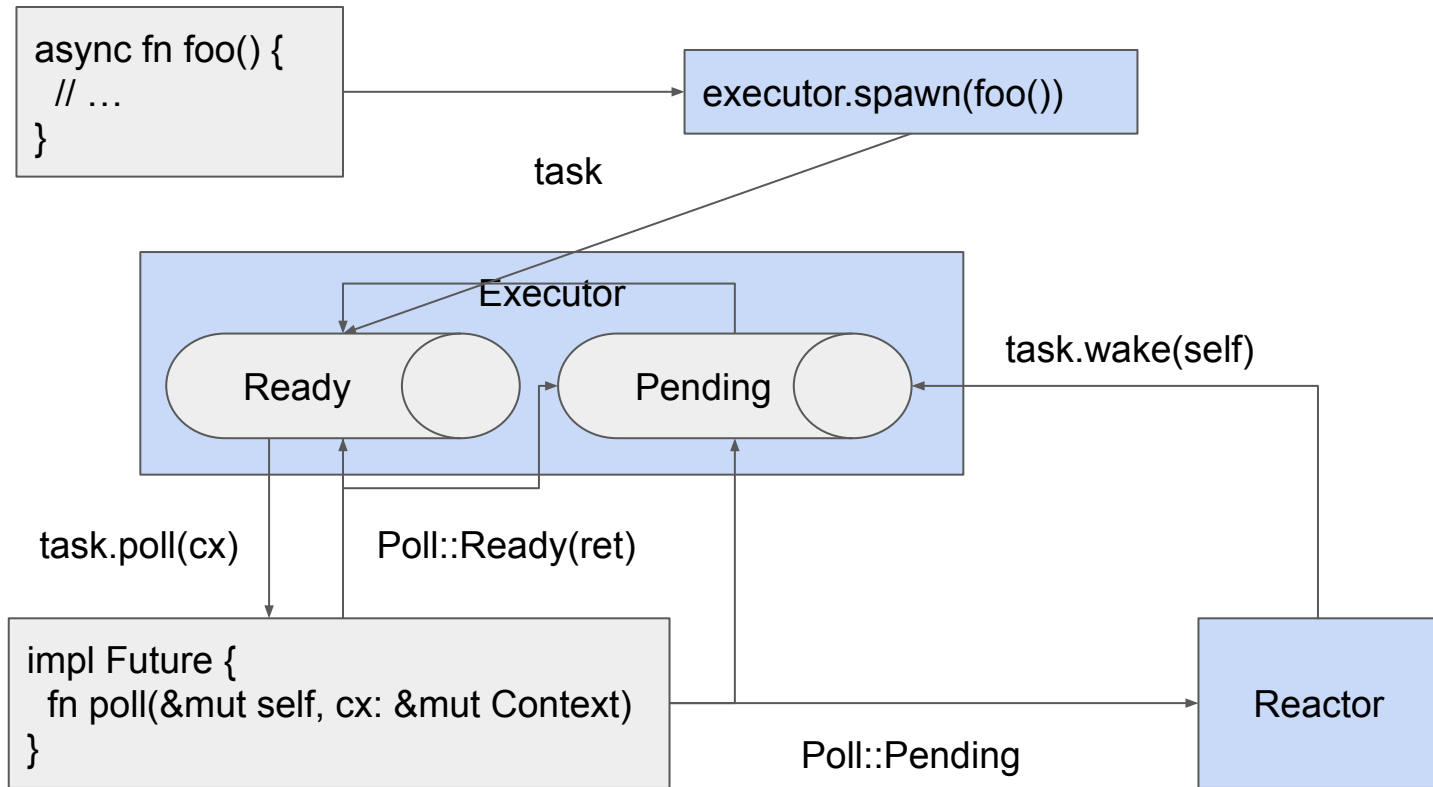 async fn foo() {
  // …
}
executor.spawn(foo())
task
Executor
Ready
Pending
task.wake(self)
task.poll(cx)
Poll::Ready(ret)
impl Future {
  fn poll(&mut self, cx: &mut Context)
}
Reactor
Poll::Pending